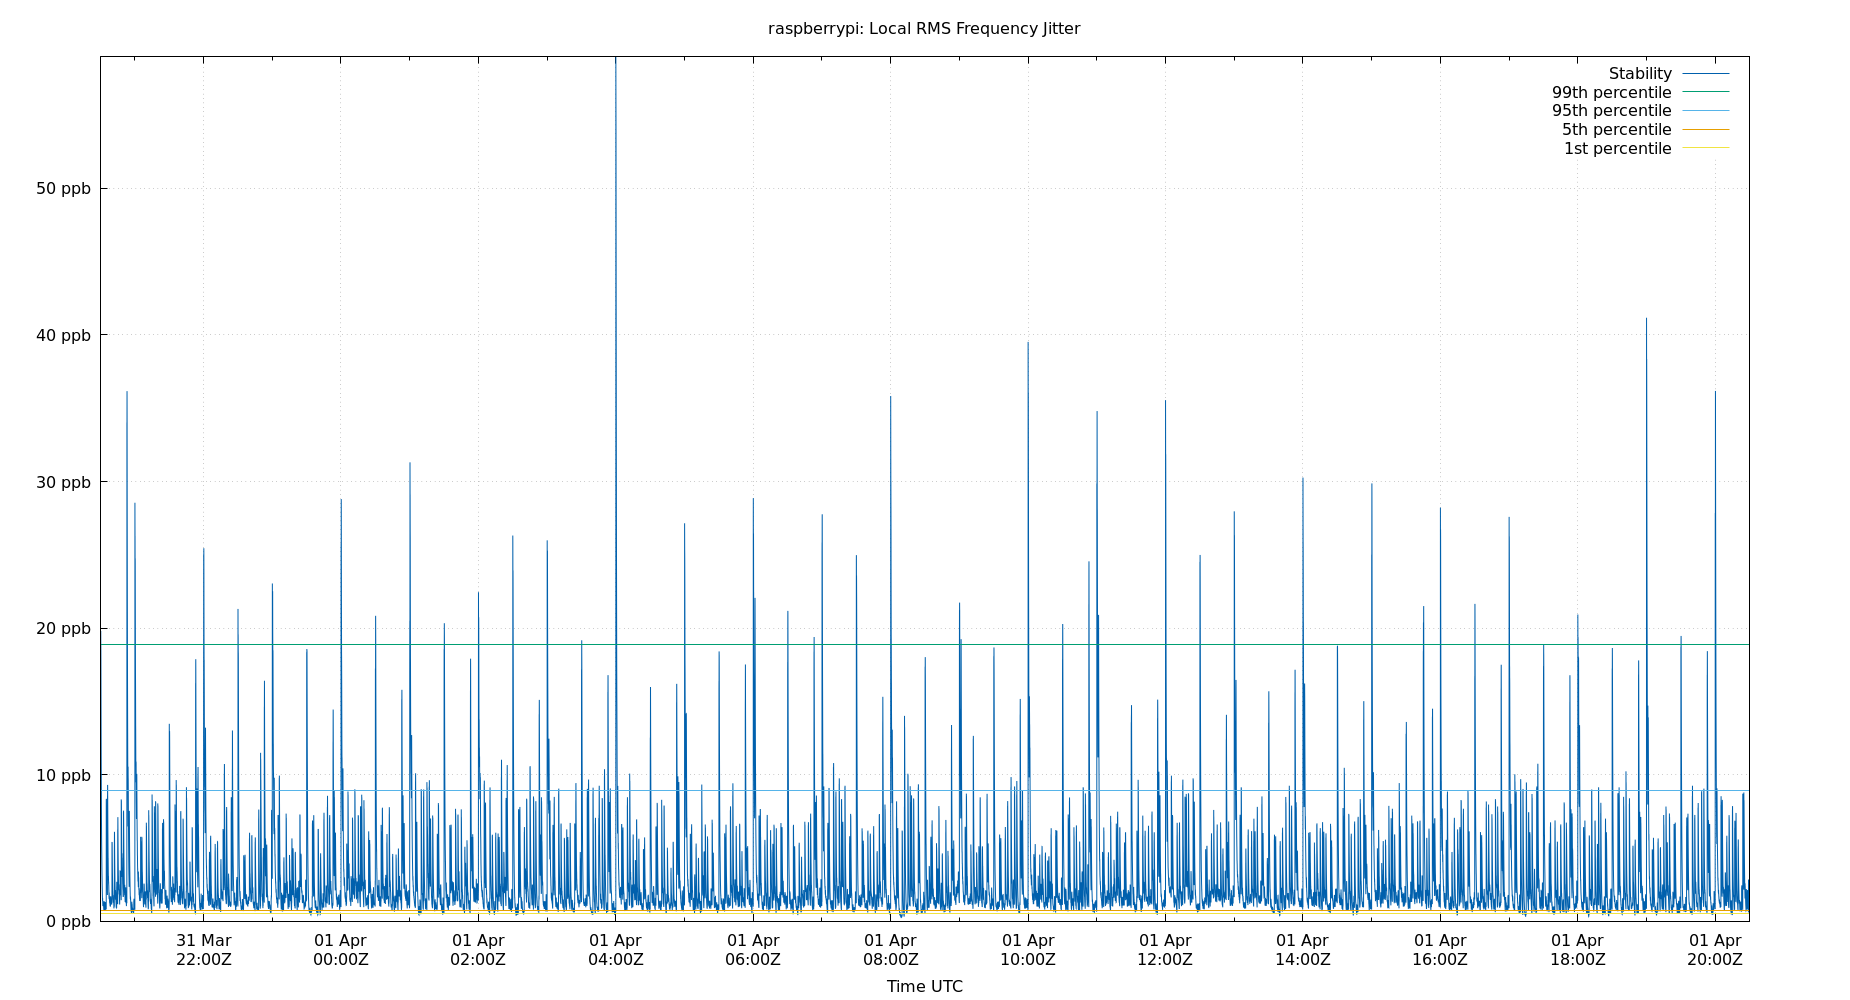 raspberrypi: Local RMS Frequency Jitter
Stability
99th percentile
95th percentile
5th percentile
1st percentile
50 ppb
40 ppb
30 ppb
20 ppb
10 ppb
0 ppb
31 Mar 01 Apr 01 Apr 01 Apr 01 Apr 01 Apr 01 Apr 01 Apr 01 Apr 01 Apr 01 Apr 01 Apr
22:00Z 00:00Z 02:00Z 04:00Z 06:00Z 08:00Z 10:00Z 12:00Z 14:00Z 16:00Z 18:00Z 20:00Z
Time UTC